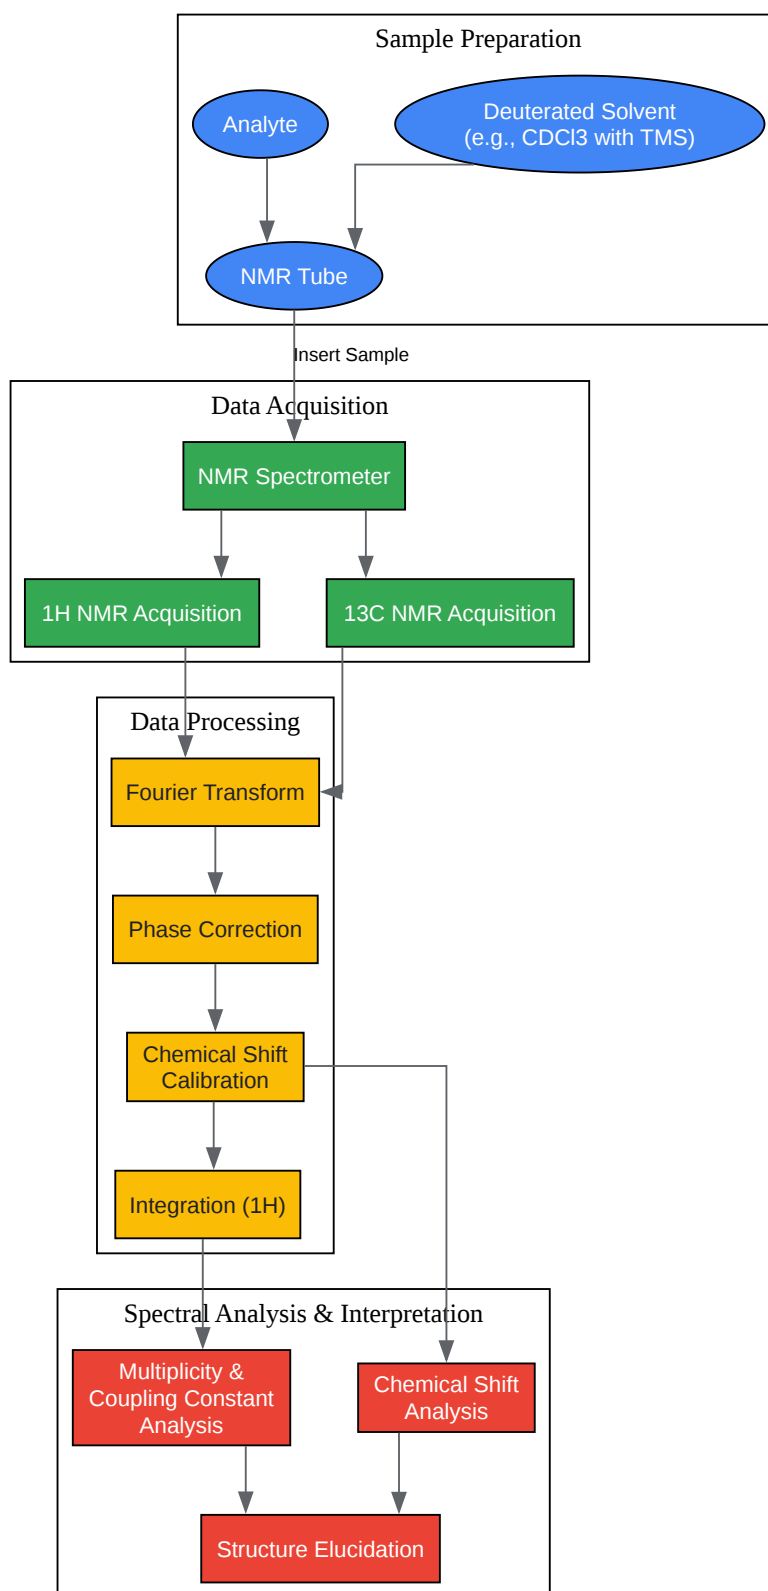 Sample Preparation
Analyte
Deuterated Solvent
(e.g., CDCl3 with TMS)
NMR Tube
Insert Sample
Data Acquisition
NMR Spectrometer
1H NMR Acquisition
13C NMR Acquisition
Data Processing
Fourier Transform
Phase Correction
Chemical Shift
Calibration
Integration (1H)
Spectral Analysis & Interpretation
Multiplicity &
Coupling Constant
Analysis
Chemical Shift
Analysis
Structure Elucidation